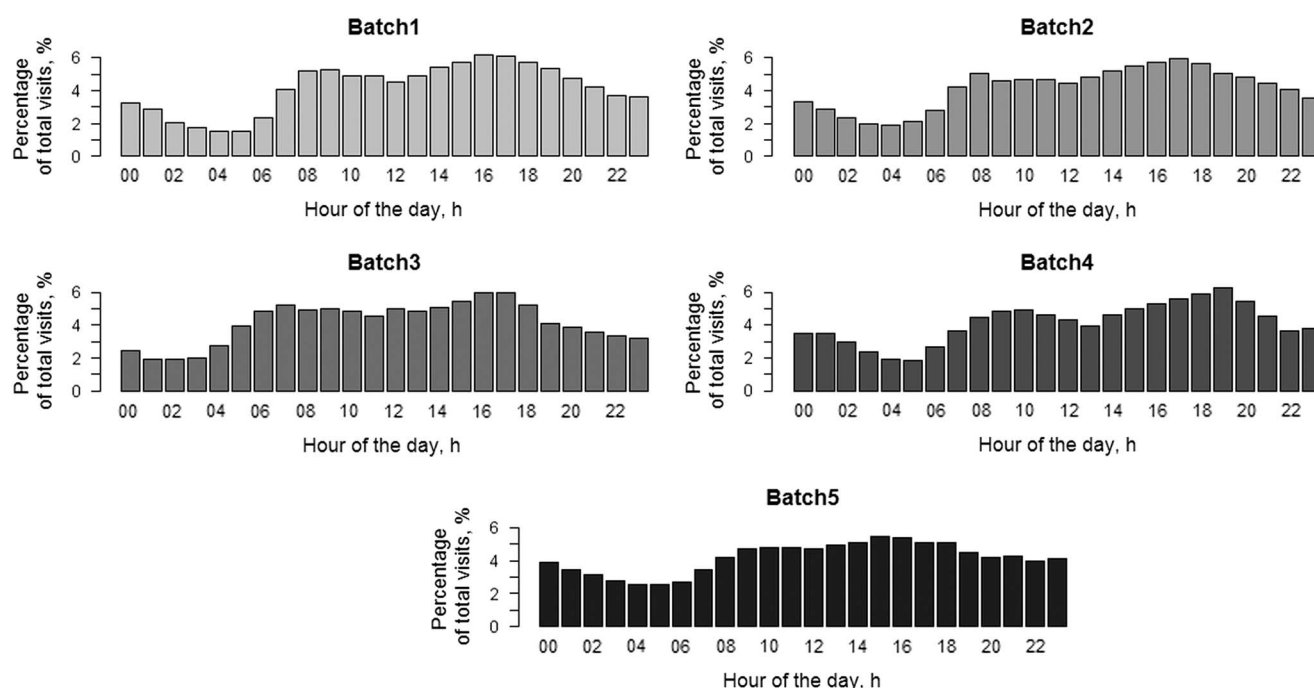 Batch1
Percentage
of total visits, %
6
4
2
0
00 02 04 06 08 10 12 14 16 18 20 22
Hour of the day, h
Batch2
Percentage
of total visits, %
6
4
2
0
00 02 04 06 08 10 12 14 16 18 20 22
Hour of the day, h
Batch3
Percentage
of total visits, %
6
4
2
0
00 02 04 06 08 10 12 14 16 18 20 22
Hour of the day, h
Batch4
Percentage
of total visits, %
6
4
2
0
00 02 04 06 08 10 12 14 16 18 20 22
Hour of the day, h
Batch5
Percentage
of total visits, %
6
4
2
0
00 02 04 06 08 10 12 14 16 18 20 22
Hour of the day, h